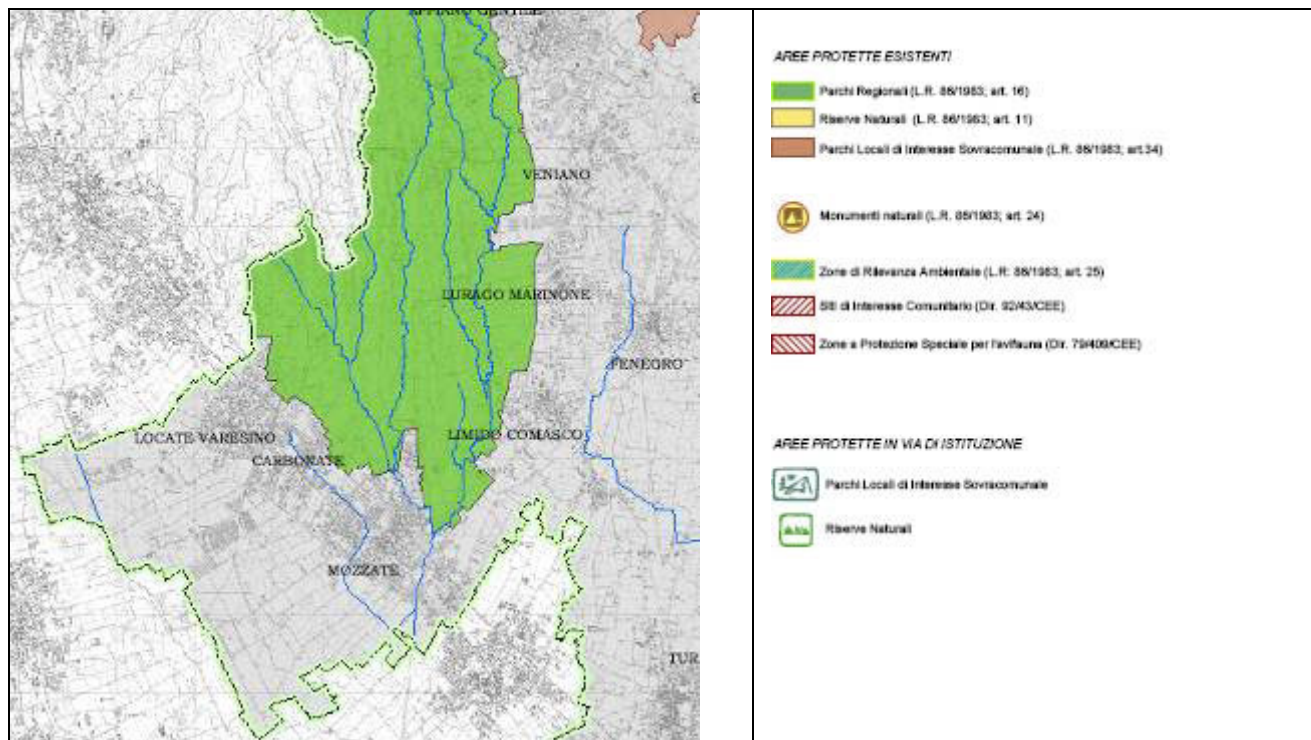 APPIANO GENTILE
VENIANO
LURAGO MARINONE
FENEGRO'
LOCATE VARESINO
LIMIDO COMASCO
CARBONATE
MOZZATE
TUR
AREE PROTETTE ESISTENTI
Parchi Regionali (L.R. 86/1983; art. 16)
Riserve Naturali (L.R. 86/1983; art. 11)
Parchi Locali di Interesse Sovracomunale (L.R. 86/1983; art.34)
Monumenti naturali (L.R. 86/1983; art. 24)
Zone di Rilevanza Ambientale (L.R. 86/1983; art. 25)
Siti di Interesse Comunitario (Dir. 92/43/CEE)
Zone a Protezione Speciale per l'avifauna (Dir. 79/409/CEE)
AREE PROTETTE IN VIA DI ISTITUZIONE
Parchi Locali di Interesse Sovracomunale
Riserve Naturali